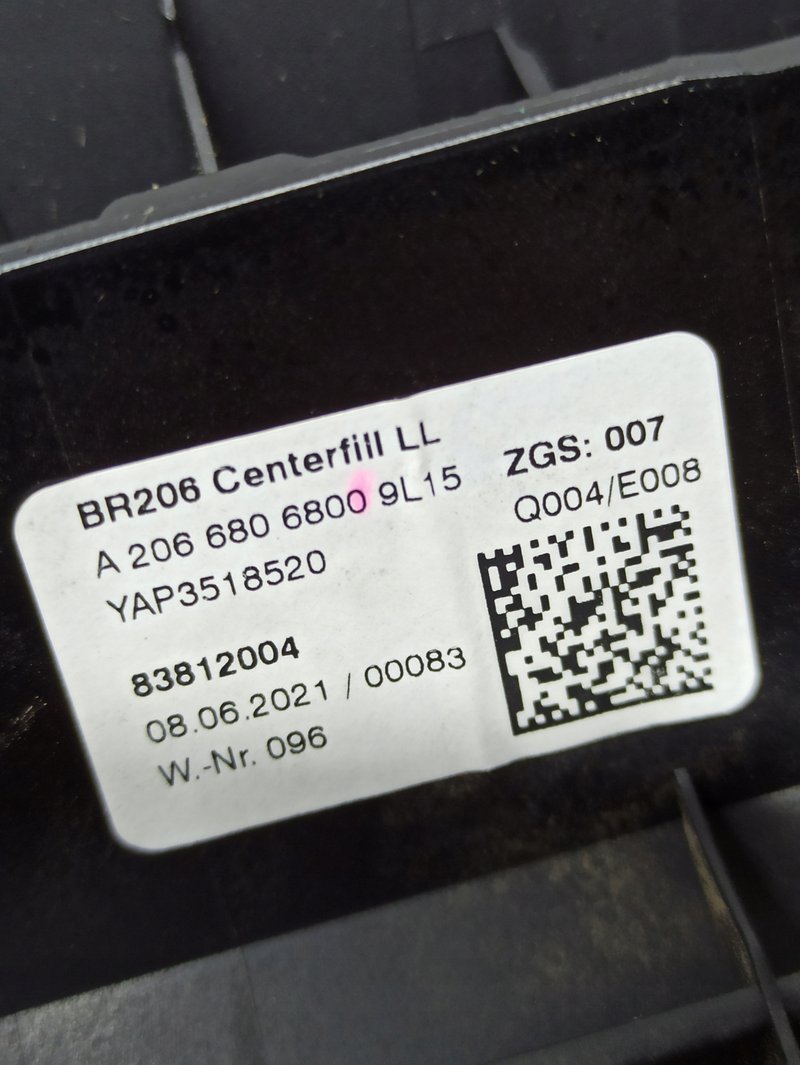 BR206 Centerfill LL
A 206 680 6800 9L15
YAP3518520
ZGS: 007
Q004/E008
83812004
08.06.2021 / 00083
W.-Nr. 096